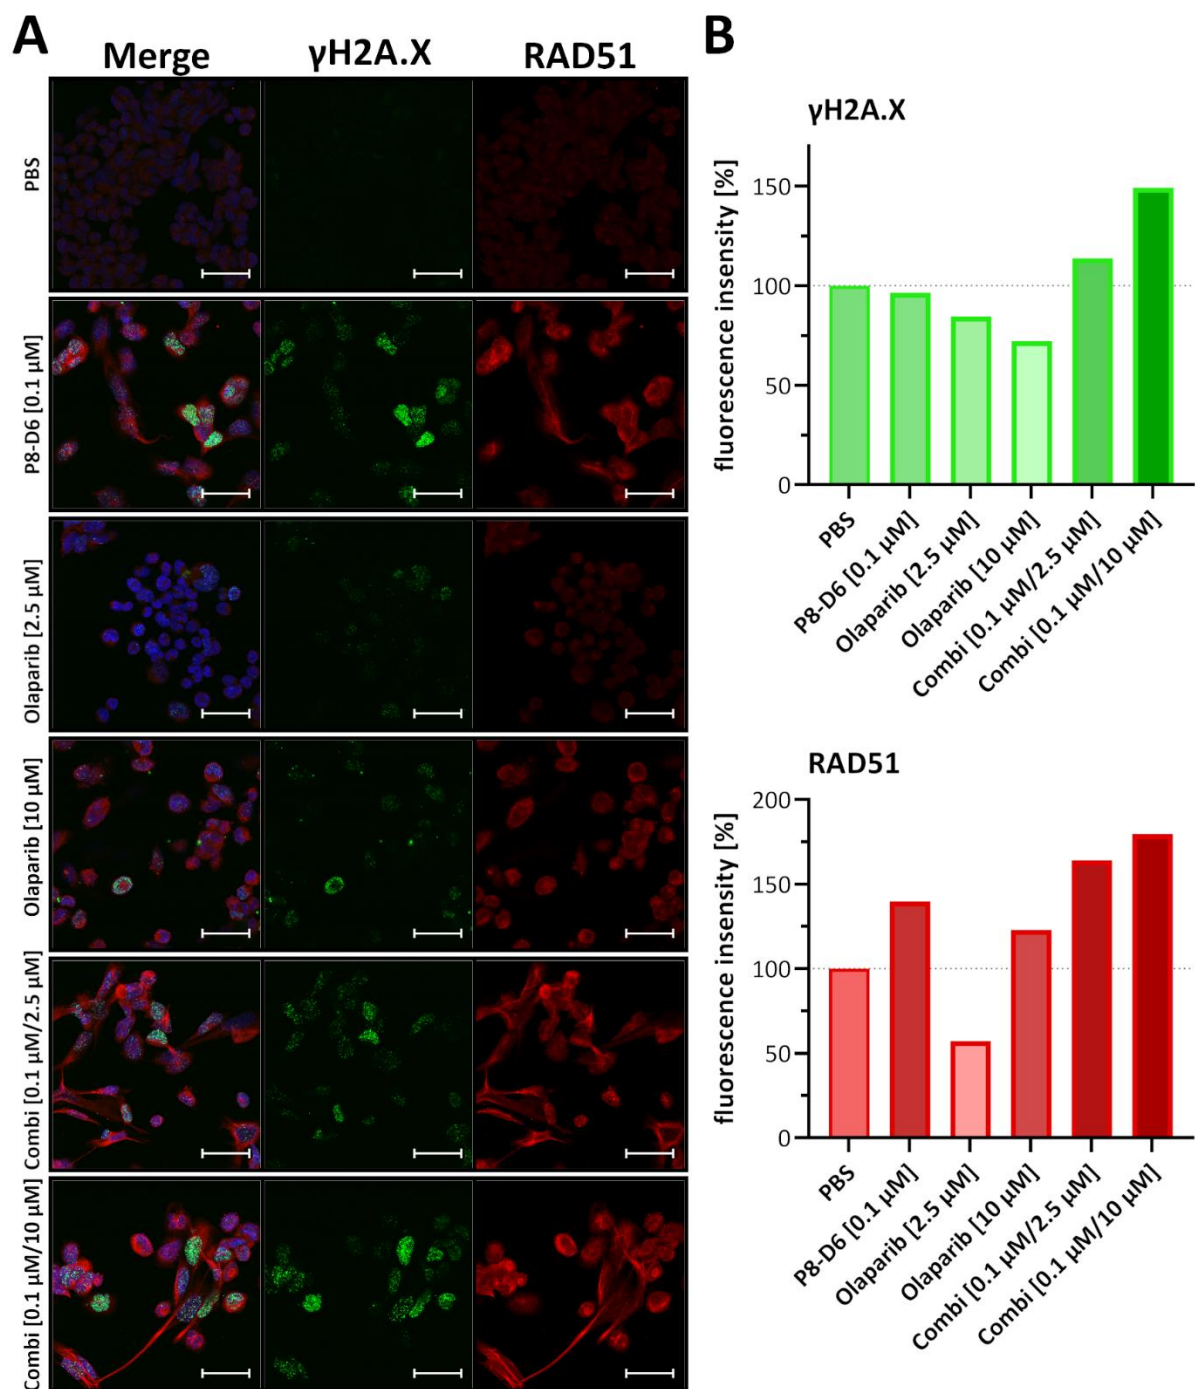 A
Merge
γH2A.X
RAD51
PBS
P8-D6 [0.1 μM]
Olaparib [2.5 μM]
Olaparib [10 μM]
Combi [0.1 μM/2.5 μM]
Combi [0.1 μM/10 μM]
B
γH2A.X
fluorescence insensity [%]
150
100
50
0
PBS
P8-D6 [0.1 μM]
Olaparib [2.5 μM]
Olaparib [10 μM]
Combi [0.1 μM/2.5 μM]
Combi [0.1 μM/10 μM]
RAD51
fluorescence insensity [%]
200
150
100
50
0
PBS
P8-D6 [0.1 μM]
Olaparib [2.5 μM]
Olaparib [10 μM]
Combi [0.1 μM/2.5 μM]
Combi [0.1 μM/10 μM]